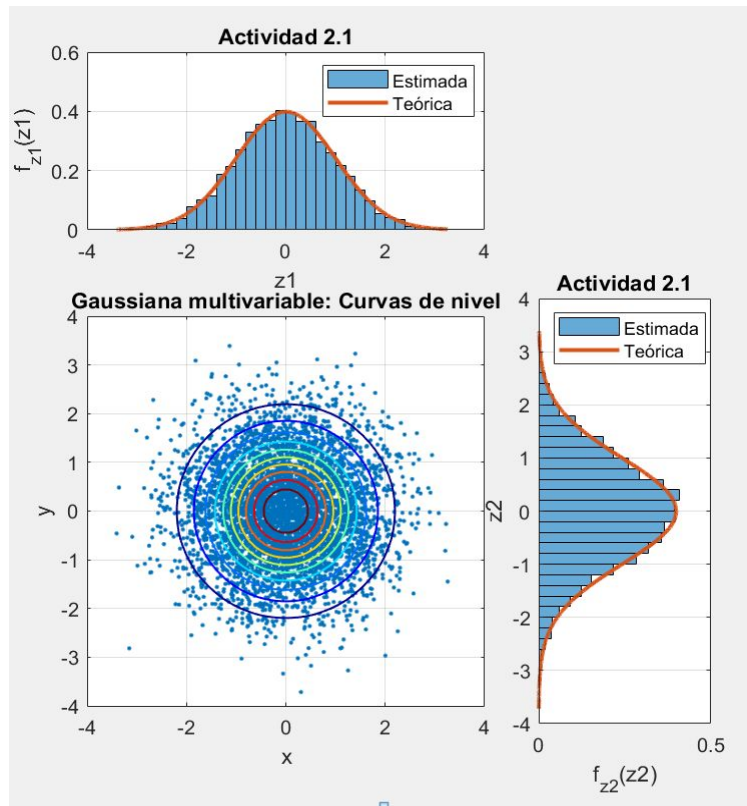 Actividad 2.1
0.6
0.4
0.2
0
f_z1(z1)
Estimada
Teórica
-4 -2 0 2 4
z1
Gaussiana multivariable: Curvas de nivel
4
3
2
1
0
-1
-2
-3
-4
y
-4 -2 0 2 4
x
Actividad 2.1
4
3
2
1
0
-1
-2
-3
-4
z2
Estimada
Teórica
0 0.5
f_z2(z2)